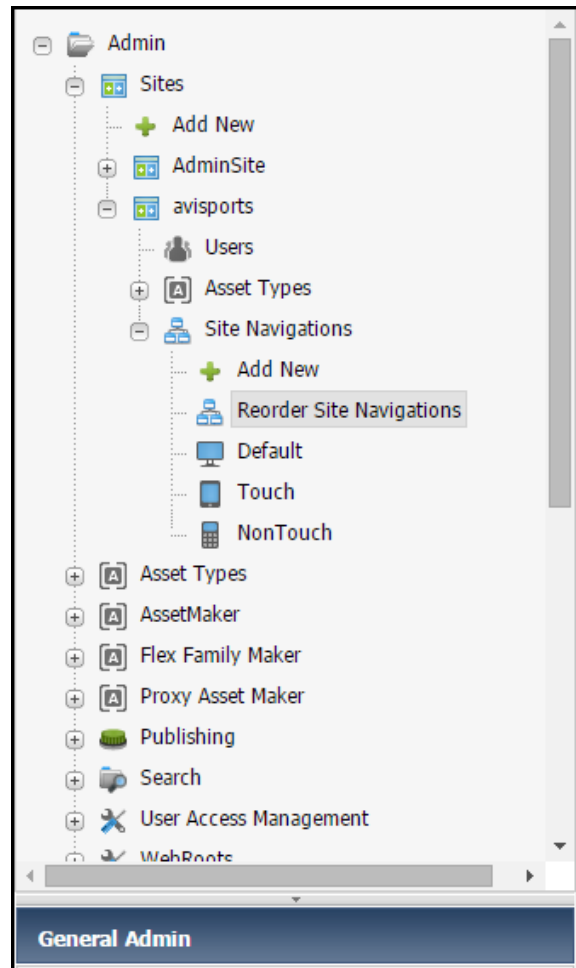 Admin
Sites
Add New
AdminSite
avisports
Users
Asset Types
Site Navigations
Add New
Reorder Site Navigations
Default
Touch
NonTouch
Asset Types
AssetMaker
Flex Family Maker
Proxy Asset Maker
Publishing
Search
User Access Management
WebRoots
General Admin